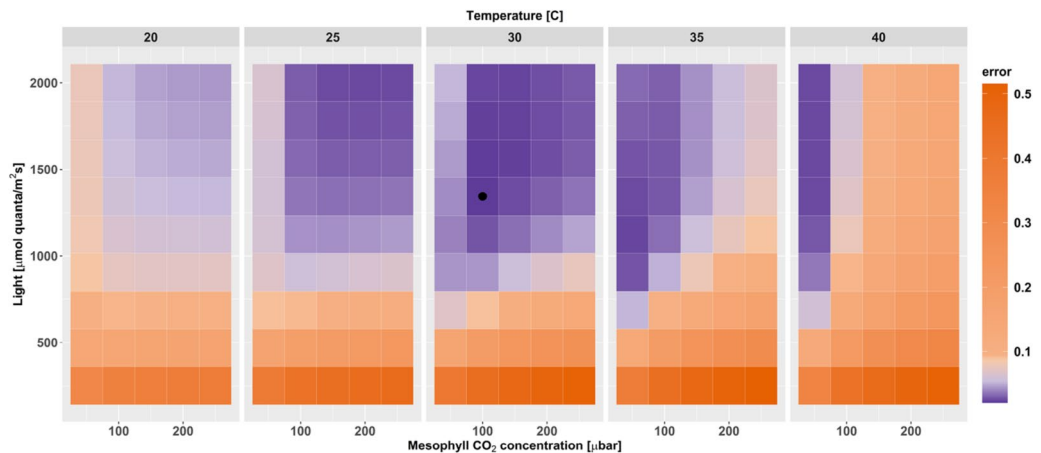 Temperature [C]
20 25 30 35 40
error
2000
1500
1000
500
0.5
0.4
0.3
0.2
0.1
Light [μmol quanta/m²s]
100 200 100 200 100 200 100 200 100 200
Mesophyll CO₂ concentration [μbar]